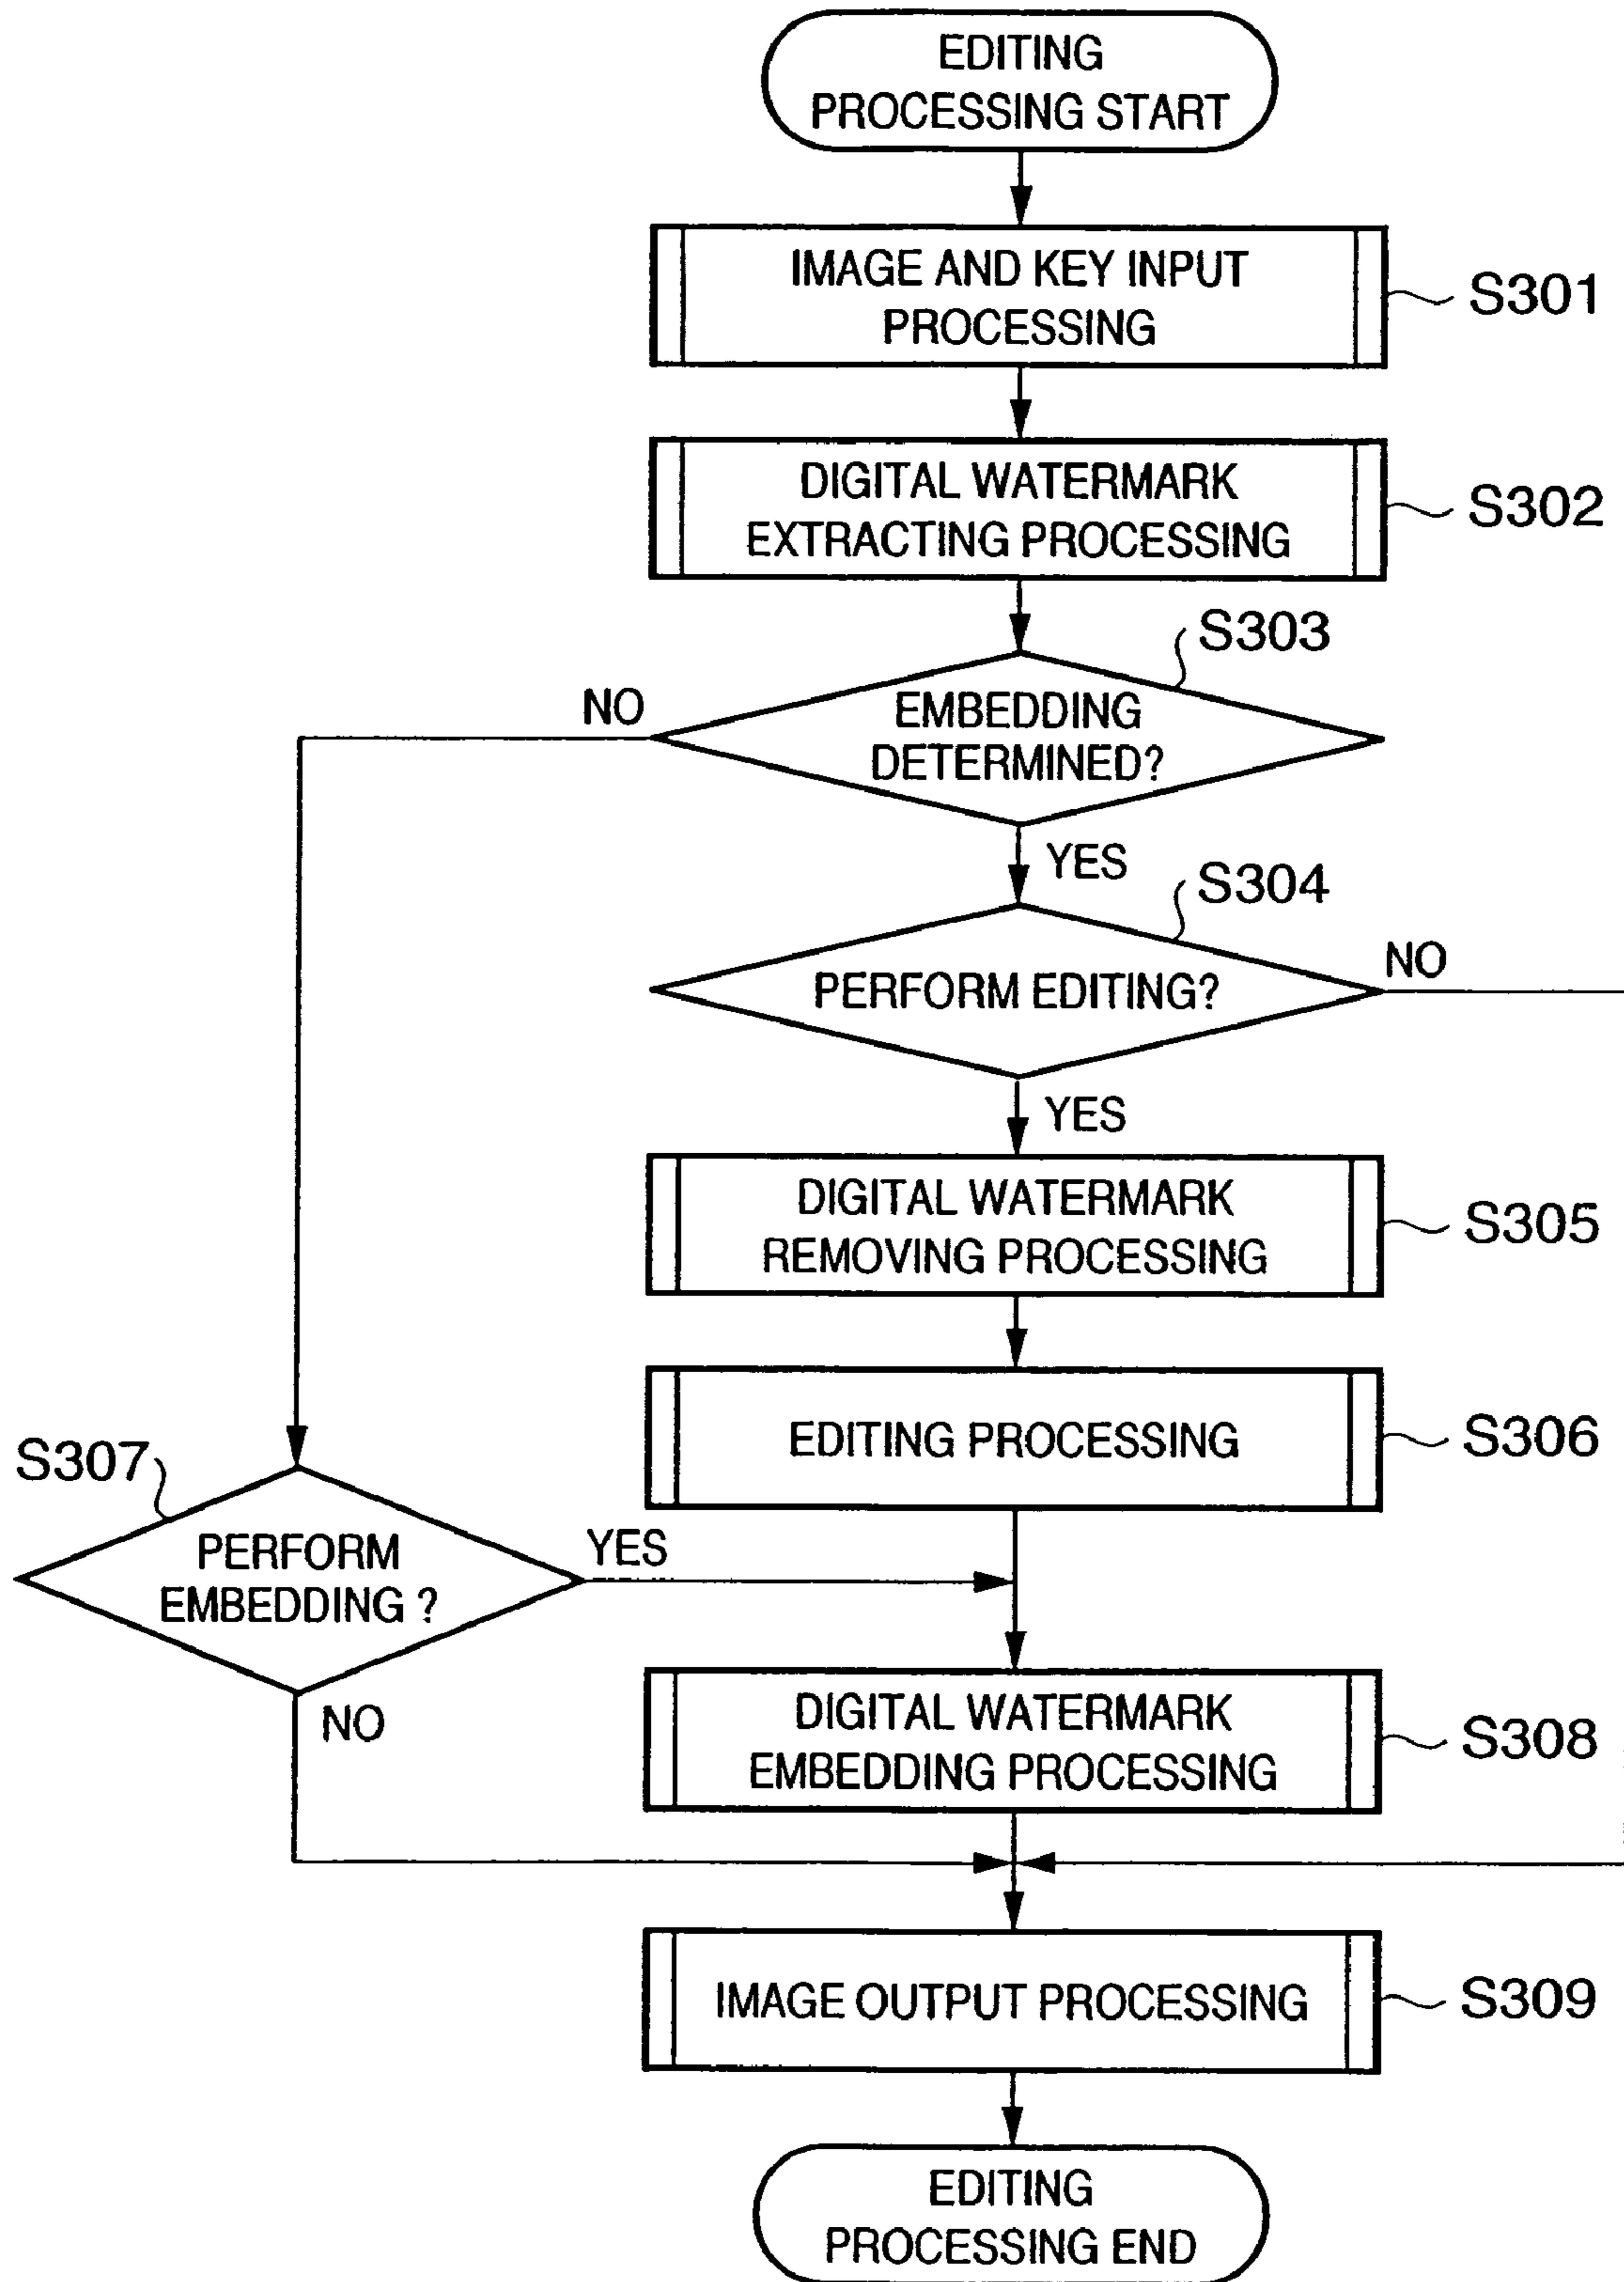 EDITING
PROCESSING START
IMAGE AND KEY INPUT
PROCESSING
S301
DIGITAL WATERMARK
EXTRACTING PROCESSING
S302
S303
EMBEDDING
DETERMINED?
NO
YES
S304
PERFORM EDITING?
NO
YES
DIGITAL WATERMARK
REMOVING PROCESSING
S305
EDITING PROCESSING
S306
S307
PERFORM
EMBEDDING ?
YES
NO
DIGITAL WATERMARK
EMBEDDING PROCESSING
S308
IMAGE OUTPUT PROCESSING
S309
EDITING
PROCESSING END